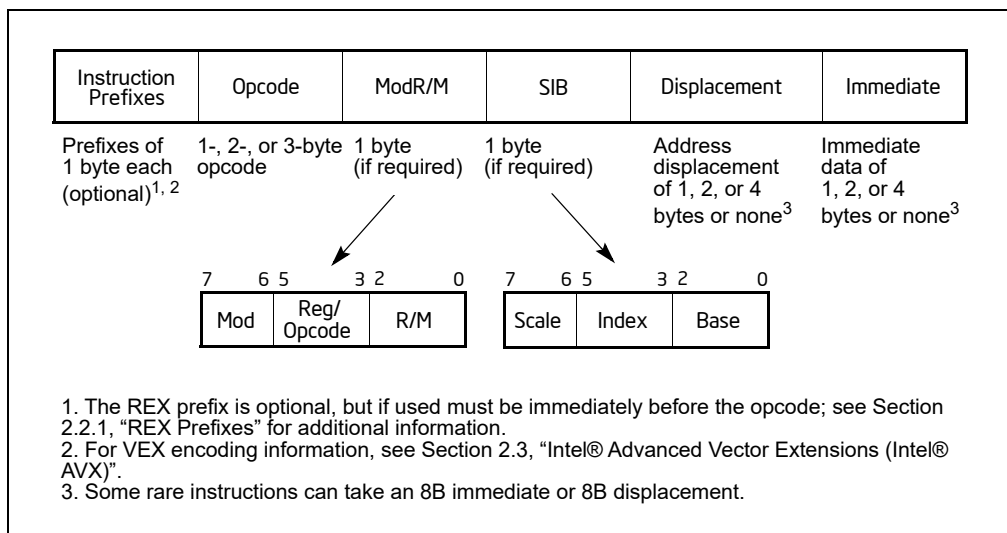 Instruction Prefixes
Opcode
ModR/M
SIB
Displacement
Immediate
Prefixes of
1 byte each
(optional)1, 2
1-, 2-, or 3-byte
opcode
1 byte
(if required)
1 byte
(if required)
Address
displacement
of 1, 2, or 4
bytes or none3
Immediate
data of
1, 2, or 4
bytes or none3
7 6 5 3 2 0
Mod
Reg/
Opcode
R/M
7 6 5 3 2 0
Scale
Index
Base
1. The REX prefix is optional, but if used must be immediately before the opcode; see Section
2.2.1, “REX Prefixes” for additional information.
2. For VEX encoding information, see Section 2.3, “Intel® Advanced Vector Extensions (Intel®
AVX)”.
3. Some rare instructions can take an 8B immediate or 8B displacement.